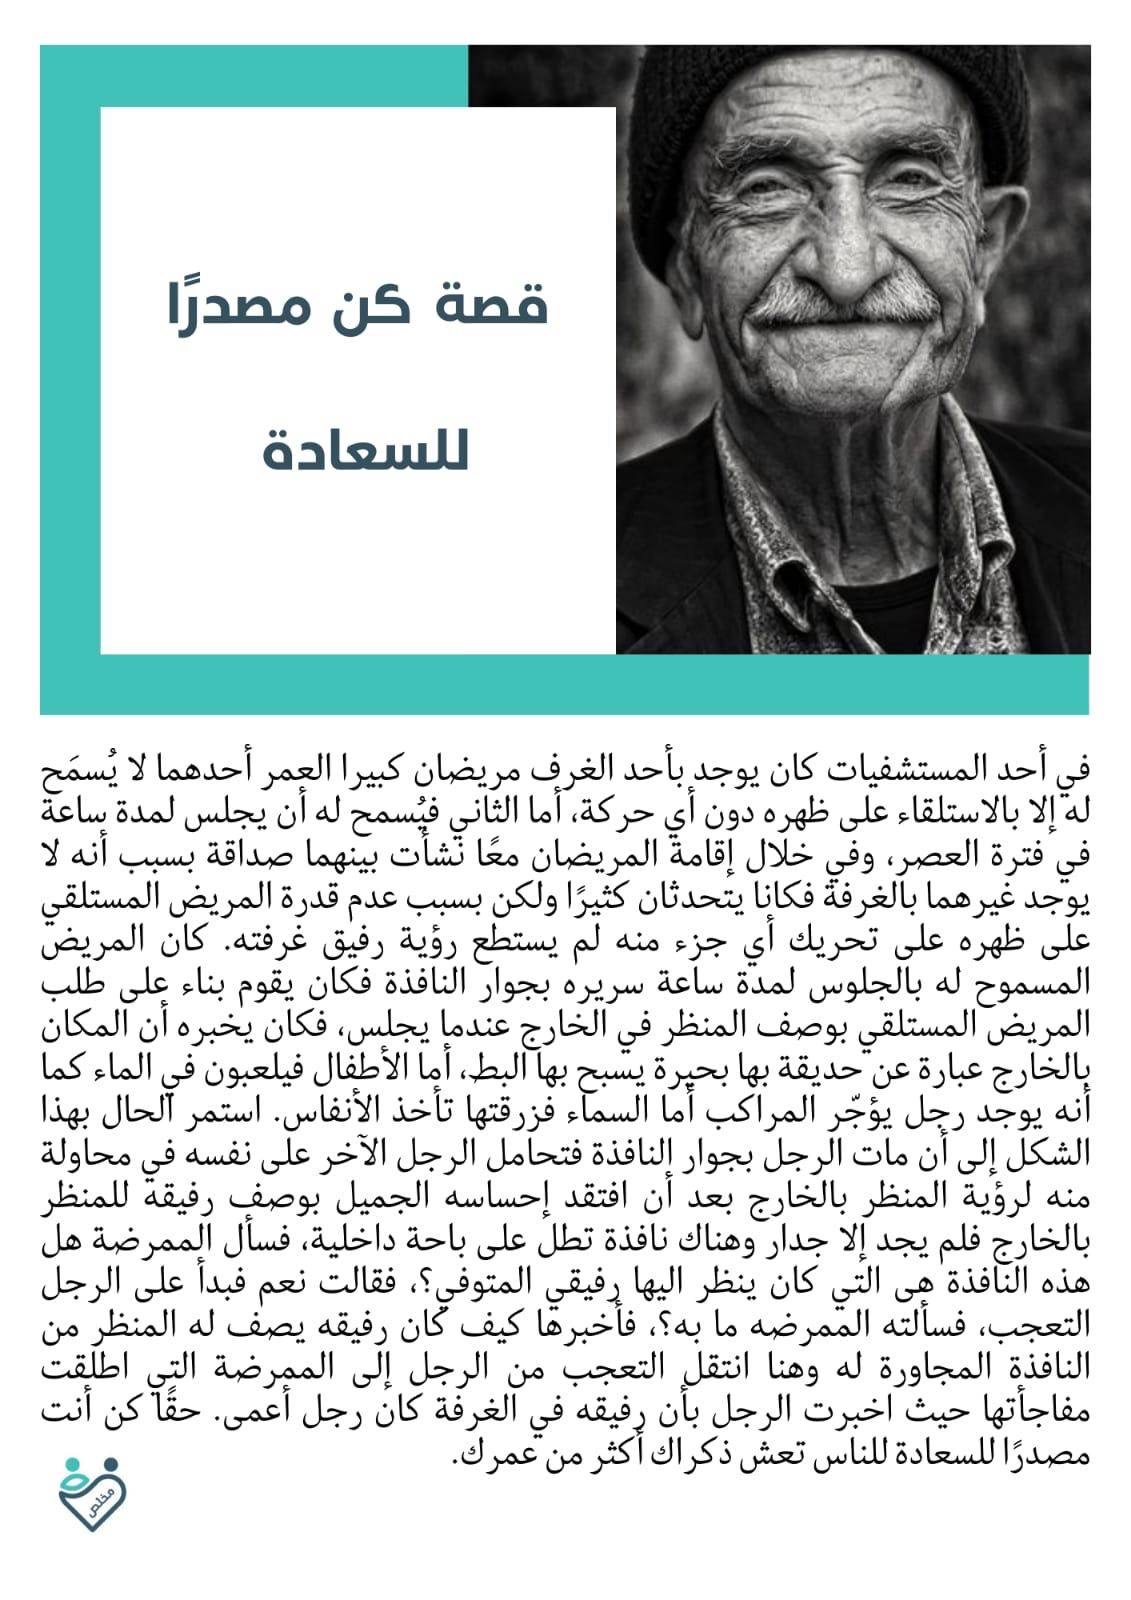 قصة كن مصدرًا
للسعادة
في أحد المستشفيات كان يوجد بأحد الغرف مريضان كبيرا العمر أحدهما لا يُسمَح
له إلا بالاستلقاء على ظهره دون أي حركة، أما الثاني فيُسمح له أن يجلس لمدة ساعة
في فترة العصر، وفي خلال إقامة المريضان معًا نشأت بينهما صداقة بسبب أنه لا
يوجد غيرهما بالغرفة فكانا يتحدثان كثيرًا ولكن بسبب عدم قدرة المريض المستلقي
على ظهره على تحريك أي جزء منه لم يستطع رؤية رفيق غرفته. كان المريض
المسموح له بالجلوس لمدة ساعة سريره بجوار النافذة فكان يقوم بناء على طلب
المريض المستلقي بوصف المنظر في الخارج عندما يجلس، فكان يخبره أن المكان
بالخارج عبارة عن حديقة بها بحيرة يسبح بها البط، أما الأطفال فيلعبون في الماء كما
أنه يوجد رجل يؤجّر المراكب أما السماء فزرقتها تأخذ الأنفاس. استمر الحال بهذا
الشكل إلى أن مات الرجل بجوار النافذة فتحامل الرجل الآخر على نفسه في محاولة
منه لرؤية المنظر بالخارج بعد أن افتقد إحساسه الجميل بوصف رفيقه للمنظر
بالخارج فلم يجد إلا جدار وهناك نافذة تطل على باحة داخلية، فسأل الممرضة هل
هذه النافذة هى التي كان ينظر اليها رفيقي المتوفي؟، فقالت نعم فبدأ على الرجل
التعجب، فسألته الممرضه ما به؟، فأخبرها كيف كان رفيقه يصف له المنظر من
النافذة المجاورة له وهنا انتقل التعجب من الرجل إلى الممرضة التي اطلقت
مفاجأتها حيث اخبرت الرجل بأن رفيقه في الغرفة كان رجل أعمى. حقًا كن أنت
مصدرًا للسعادة للناس تعش ذكراك أكثر من عمرك.
مخلص